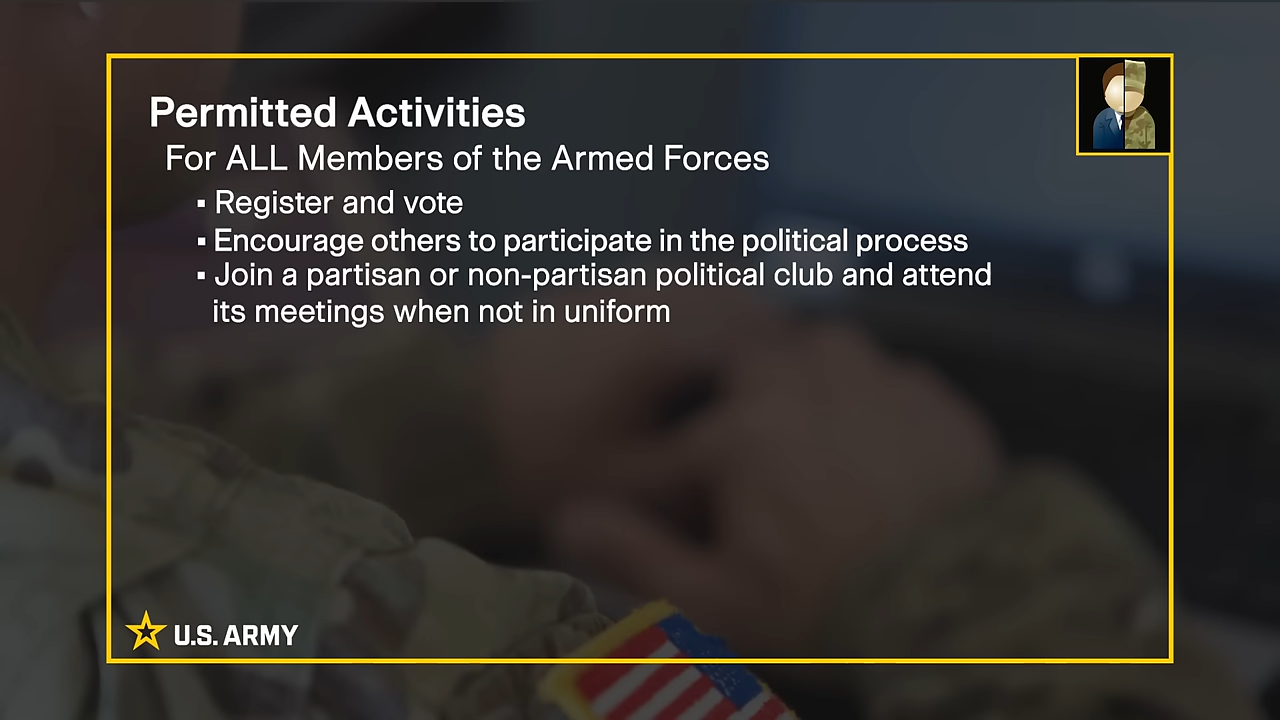 Permitted Activities
For ALL Members of the Armed Forces
▪ Register and vote
▪ Encourage others to participate in the political process
▪ Join a partisan or non-partisan political club and attend
its meetings when not in uniform
U.S. ARMY